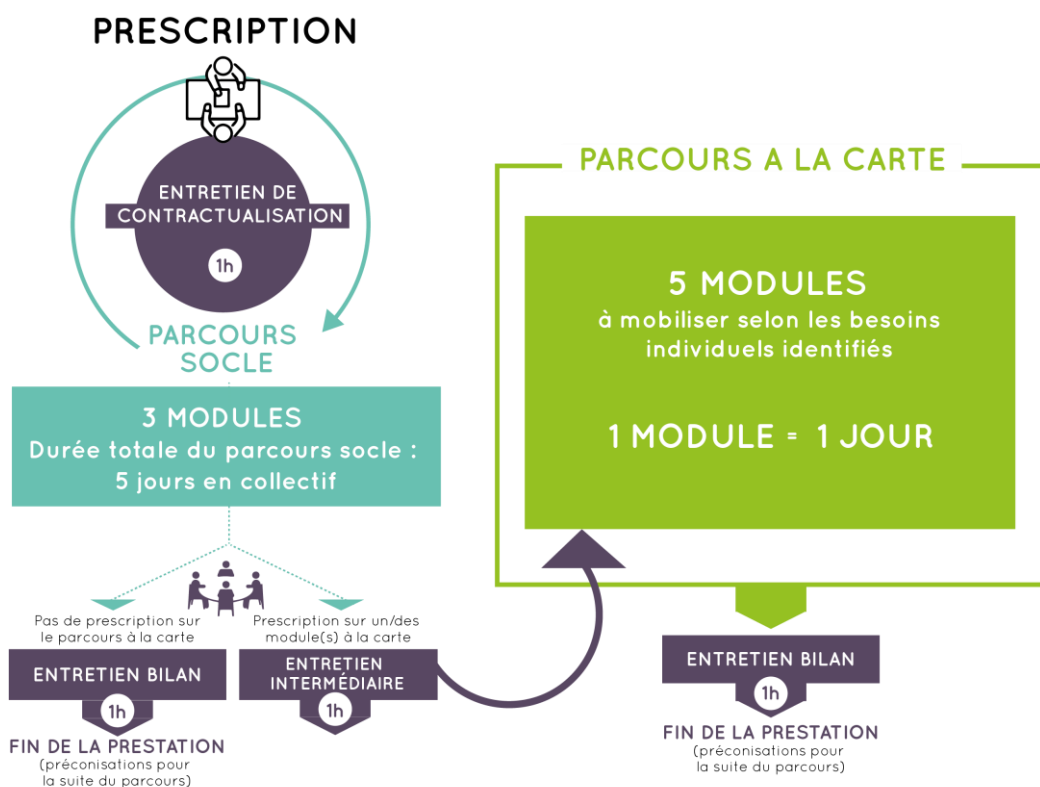 PRESCRIPTION
ENTRETIEN DE
CONTRACTUALISATION
1h
PARCOURS
SOCLE
3 MODULES
Durée totale du parcours socle :
5 jours en collectif
Pas de prescription sur
le parcours à la carte
ENTRETIEN BILAN
1h
FIN DE LA PRESTATION
(préconisations pour
la suite du parcours)
Prescription sur un/des
module(s) à la carte
ENTRETIEN
INTERMÉDIAIRE
1h
PARCOURS A LA CARTE
5 MODULES
à mobiliser selon les besoins
individuels identifiés
1 MODULE = 1 JOUR
ENTRETIEN BILAN
1h
FIN DE LA PRESTATION
(préconisations pour
la suite du parcours)